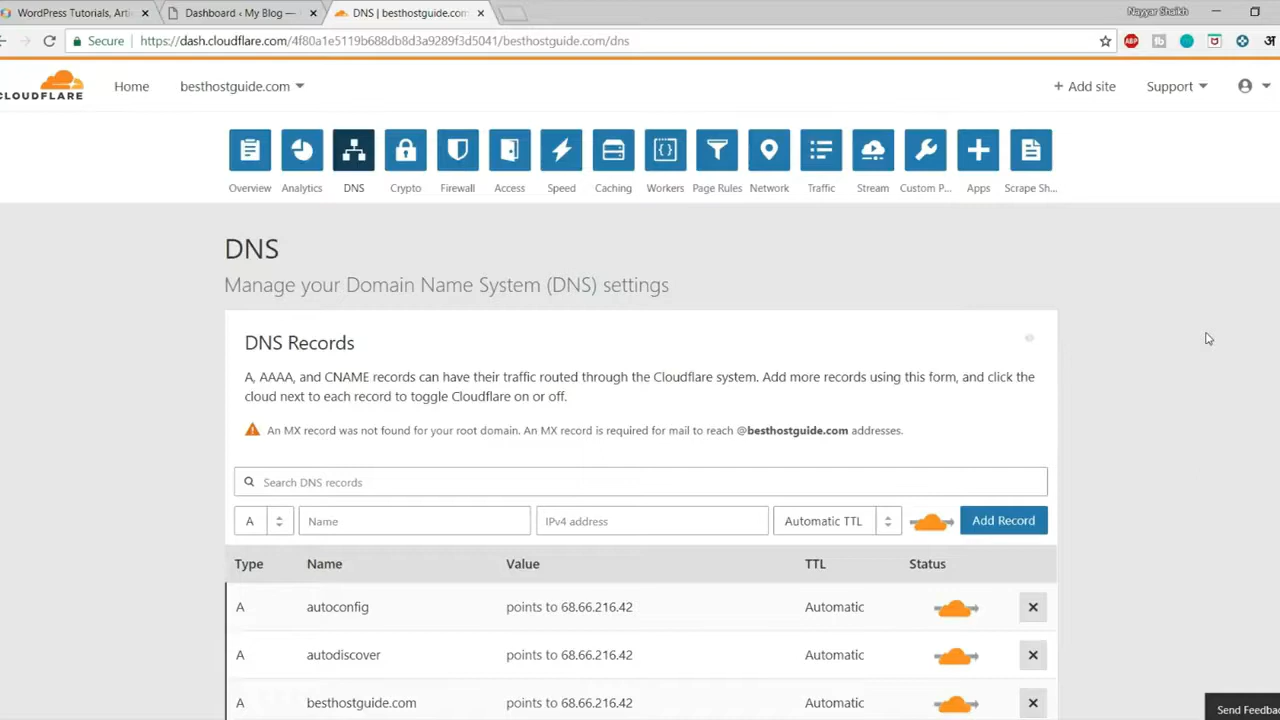 WordPress Tutorials, Arti
Dashboard ‹ My Blog —
DNS | besthostguide.com
Nayyar Shaikh
Secure
https://dash.cloudflare.com/4f80a1e5119b688db8d3a9289f3d5041/besthostguide.com/dns
ABP
अ
CLOUDFLARE
Home
besthostguide.com
+ Add site
Support
Overview
Analytics
DNS
Crypto
Firewall
Access
Speed
Caching
Workers
Page Rules
Network
Traffic
Stream
Custom P...
Apps
Scrape Sh...
DNS
Manage your Domain Name System (DNS) settings
DNS Records
A, AAAA, and CNAME records can have their traffic routed through the Cloudflare system. Add more records using this form, and click the
cloud next to each record to toggle Cloudflare on or off.
An MX record was not found for your root domain. An MX record is required for mail to reach @besthostguide.com addresses.
Search DNS records
A Name IPv4 address Automatic TTL Add Record
Type Name Value TTL Status
A autoconfig points to 68.66.216.42 Automatic
A autodiscover points to 68.66.216.42 Automatic
A besthostguide.com points to 68.66.216.42 Automatic
Send Feedba